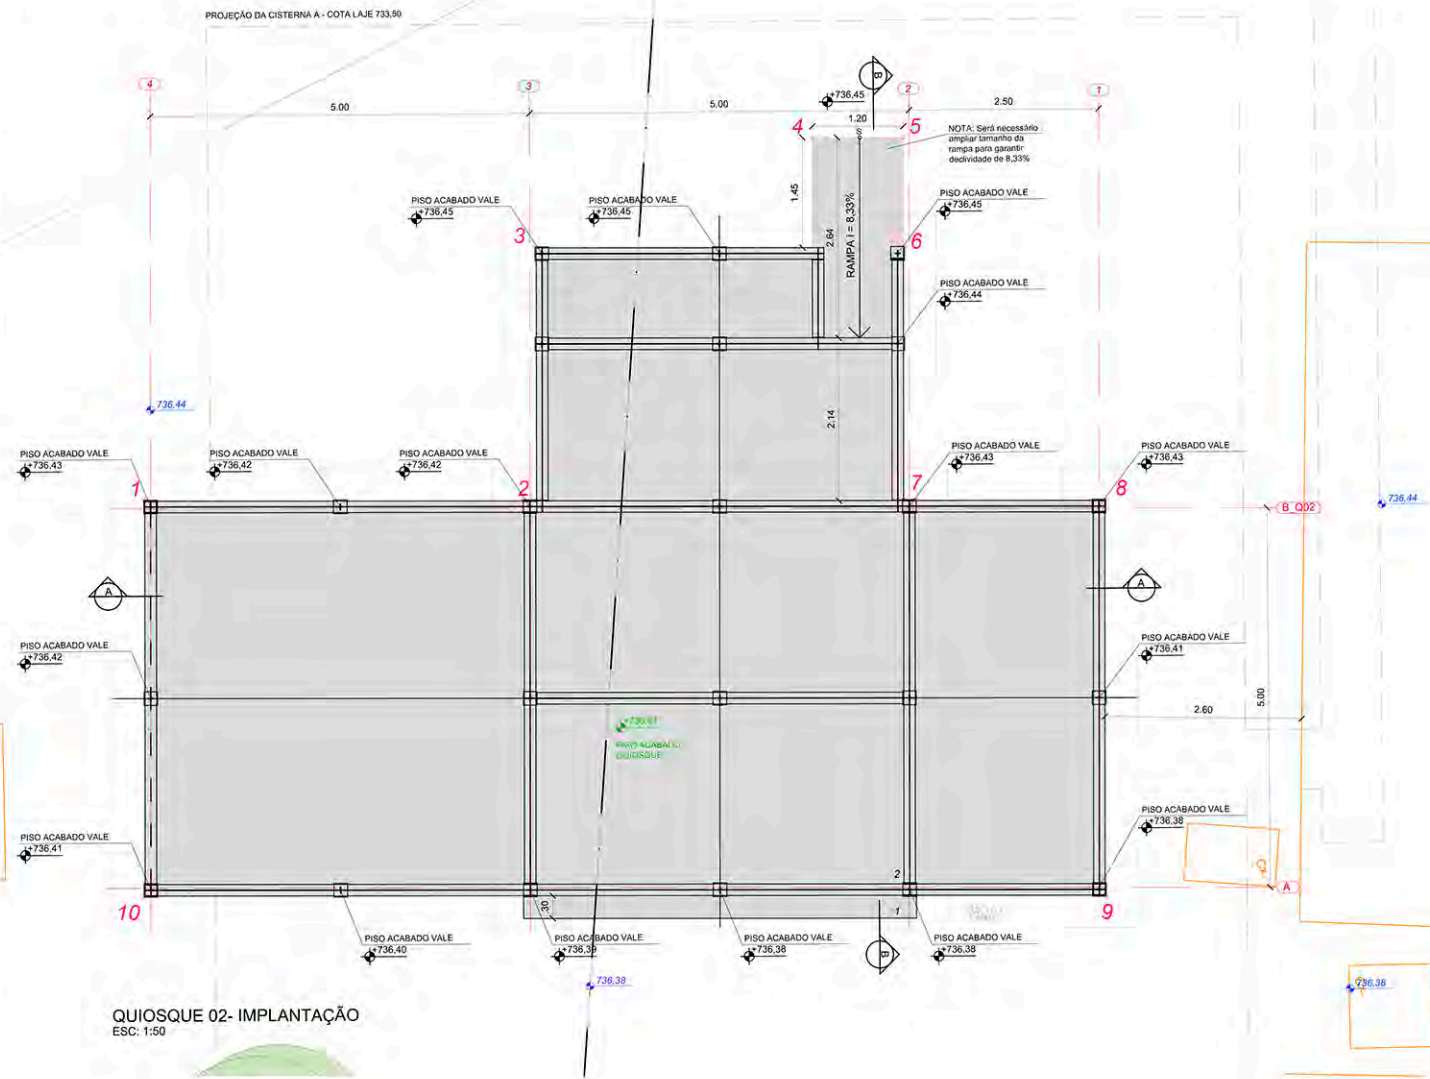 PROJEÇÃO DA CISTERNA A - COTA LAJE 733,50
4
3
2
1
5.00
5.00
2.50
B
+736,45
1.20
4
5
S
NOTA: Será necessário
ampliar tamanho da
rampa para garantir
declividade de 8,33%
1.45
2.64
RAMPA i = 8,33%
PISO ACABADO VALE
+736,45
PISO ACABADO VALE
+736,45
PISO ACABADO VALE
+736,45
3
6
PISO ACABADO VALE
+736,44
736,44
2.14
PISO ACABADO VALE
+736,43
PISO ACABADO VALE
+736,42
PISO ACABADO VALE
+736,42
PISO ACABADO VALE
+736,43
PISO ACABADO VALE
+736,43
1
2
7
8
736,44
B_Q02
A
A
PISO ACABADO VALE
+736,42
PISO ACABADO VALE
+736,41
5.00
2.60
PISO ACABADO
QUIOSQUE
PISO ACABADO VALE
+736,41
PISO ACABADO VALE
+736,38
2
A
10
.30
1
9
PISO ACABADO VALE
+736,40
PISO ACABADO VALE
+736,39
PISO ACABADO VALE
+736,38
B
PISO ACABADO VALE
+736,38
736,38
736,38
QUIOSQUE 02- IMPLANTAÇÃO
ESC: 1:50